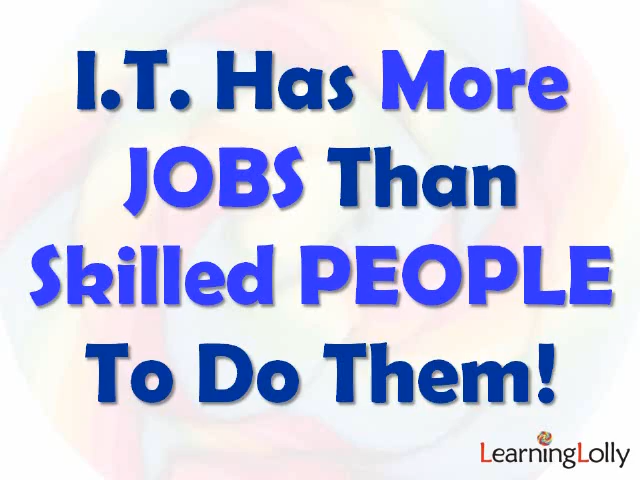 I.T. Has More
JOBS Than
Skilled PEOPLE
To Do Them!
LearningLolly